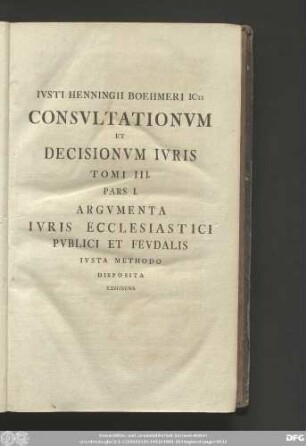 IVSTI HENNINGII BOEHMERI ICti
CONSVLTATIONVM
ET
DECISIONVM IVRIS
TOMI III.
PARS I.
ARGVMENTA
IVRIS ECCLESIASTICI
PVBLICI ET FEVDALIS
IVSTA METHODO
DISPOSITA
EXHIBENS.
DFG